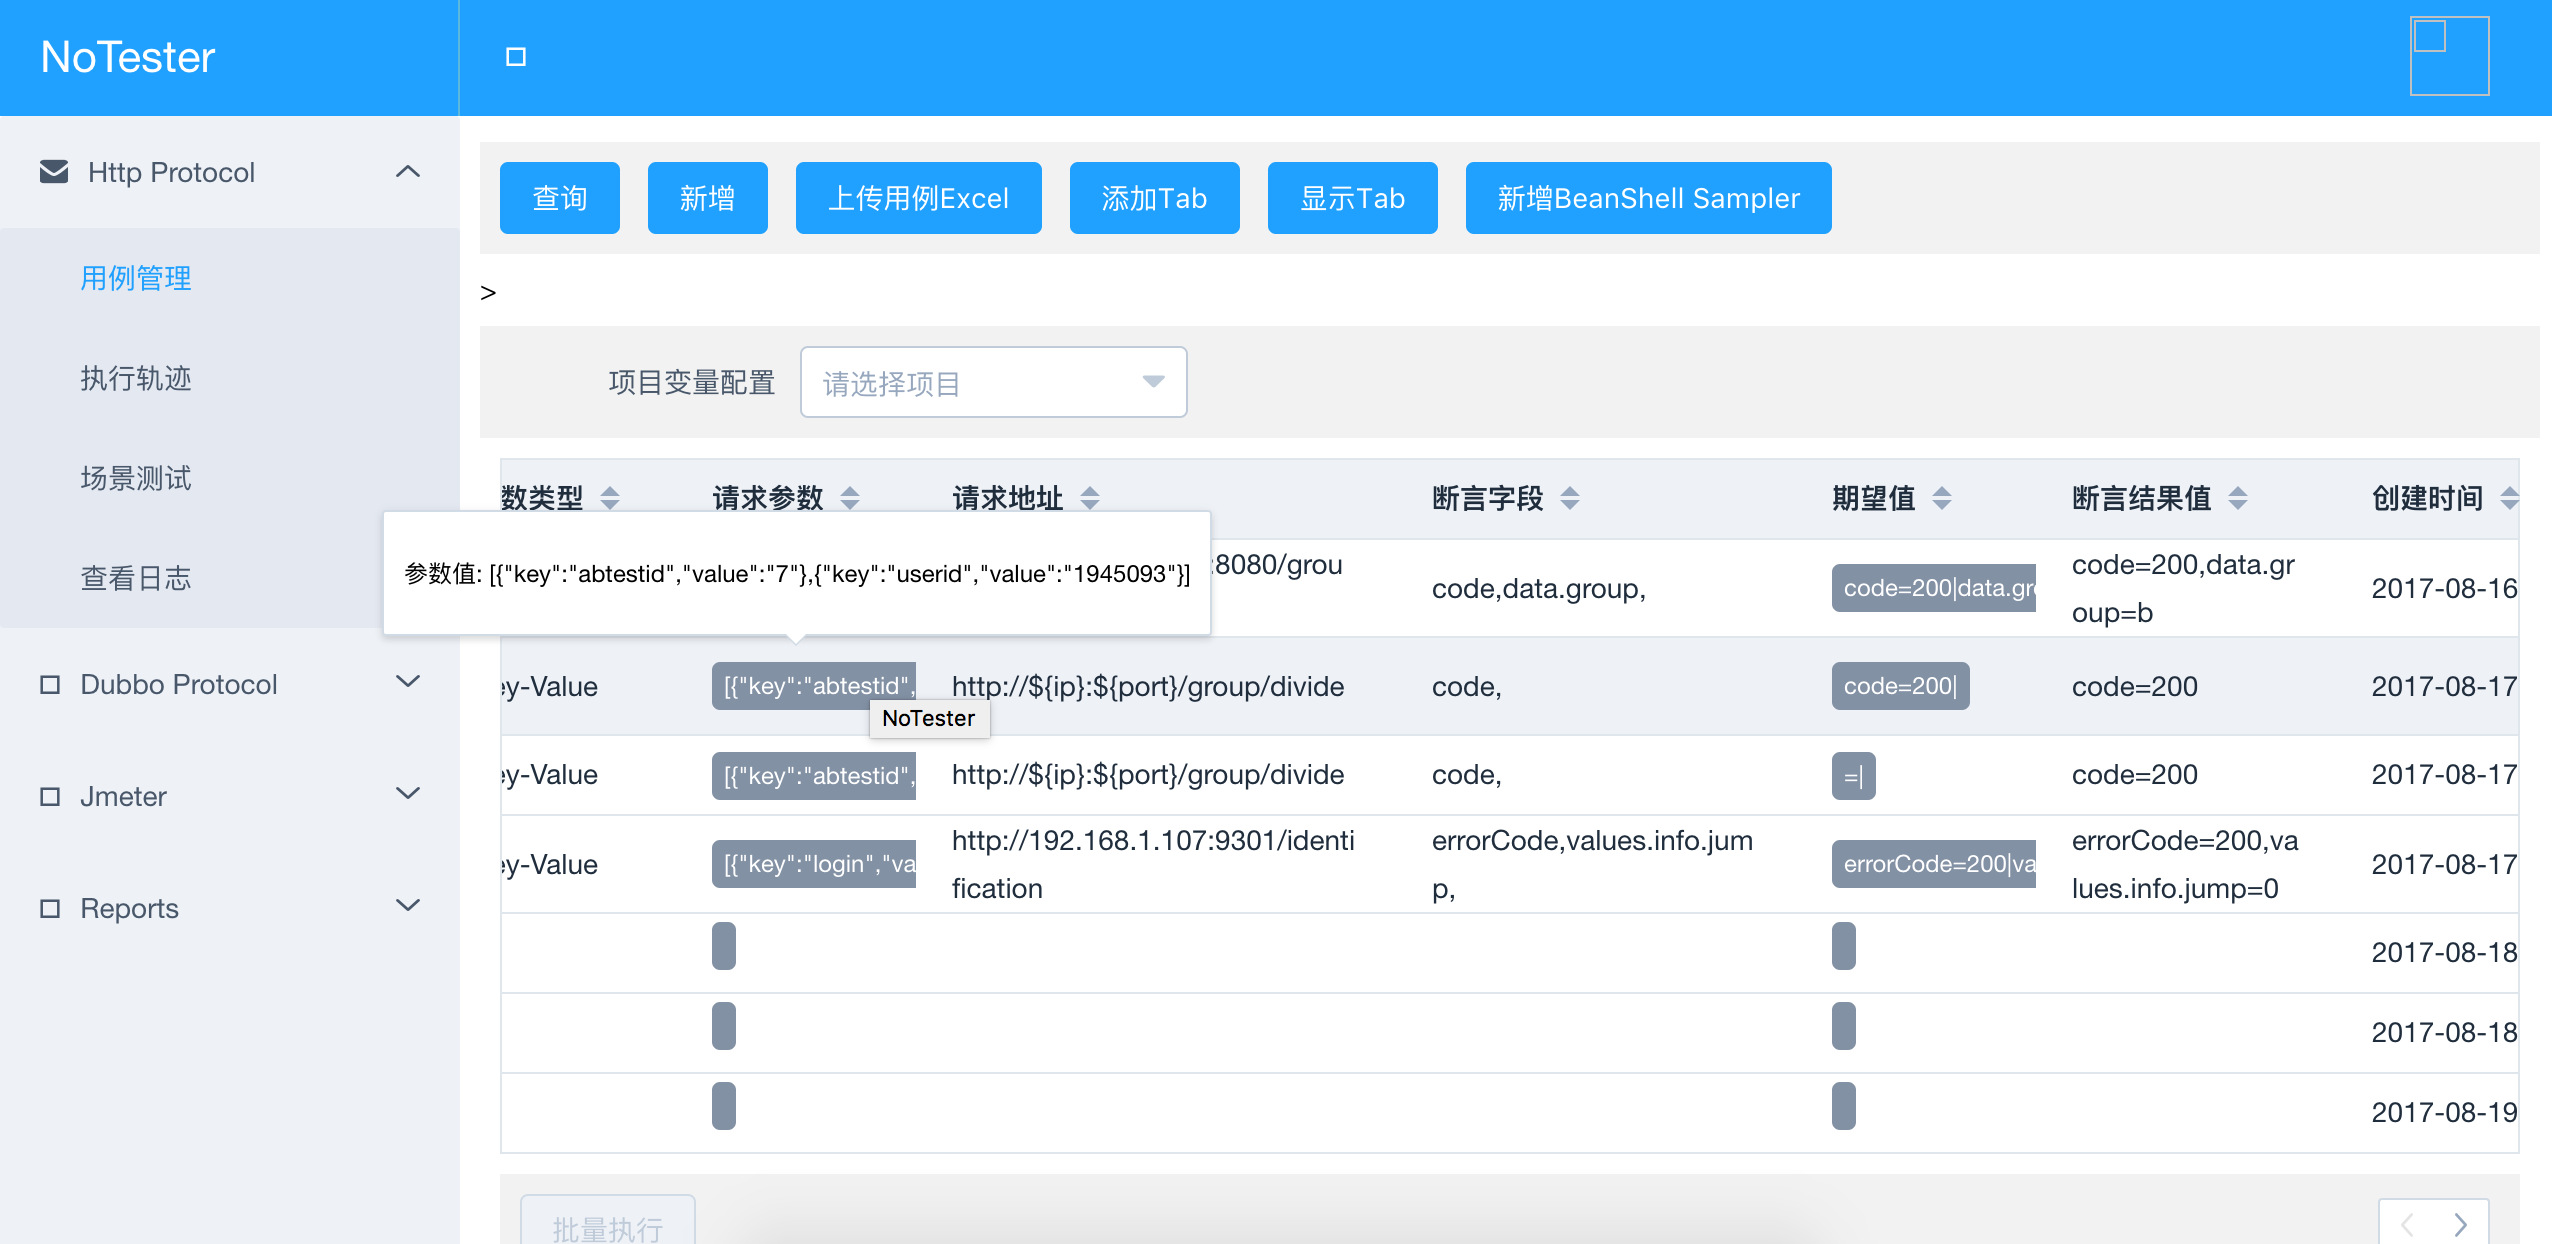 NoTester
Http Protocol
用例管理
执行轨迹
场景测试
查看日志
Dubbo Protocol
Jmeter
Reports
查询 新增 上传用例Excel 添加Tab 显示Tab 新增BeanShell Sampler
>
项目变量配置 请选择项目
数类型 请求参数 请求地址 断言字段 期望值 断言结果值 创建时间
参数值: [{"key":"abtestid","value":"7"},{"key":"userid","value":"1945093"}]
:8080/grou code,data.group, code=200|data.gr code=200,data.gr 2017-08-16
oup=b
ey-Value [{"key":"abtestid", http://${ip}:${port}/group/divide code, code=200| code=200 2017-08-17
NoTester
ey-Value [{"key":"abtestid", http://${ip}:${port}/group/divide code, =| code=200 2017-08-17
ey-Value [{"key":"login","va http://192.168.1.107:9301/identi errorCode,values.info.jum errorCode=200|va errorCode=200,va 2017-08-17
fication p, lues.info.jump=0
2017-08-18
2017-08-18
2017-08-19
批量执行